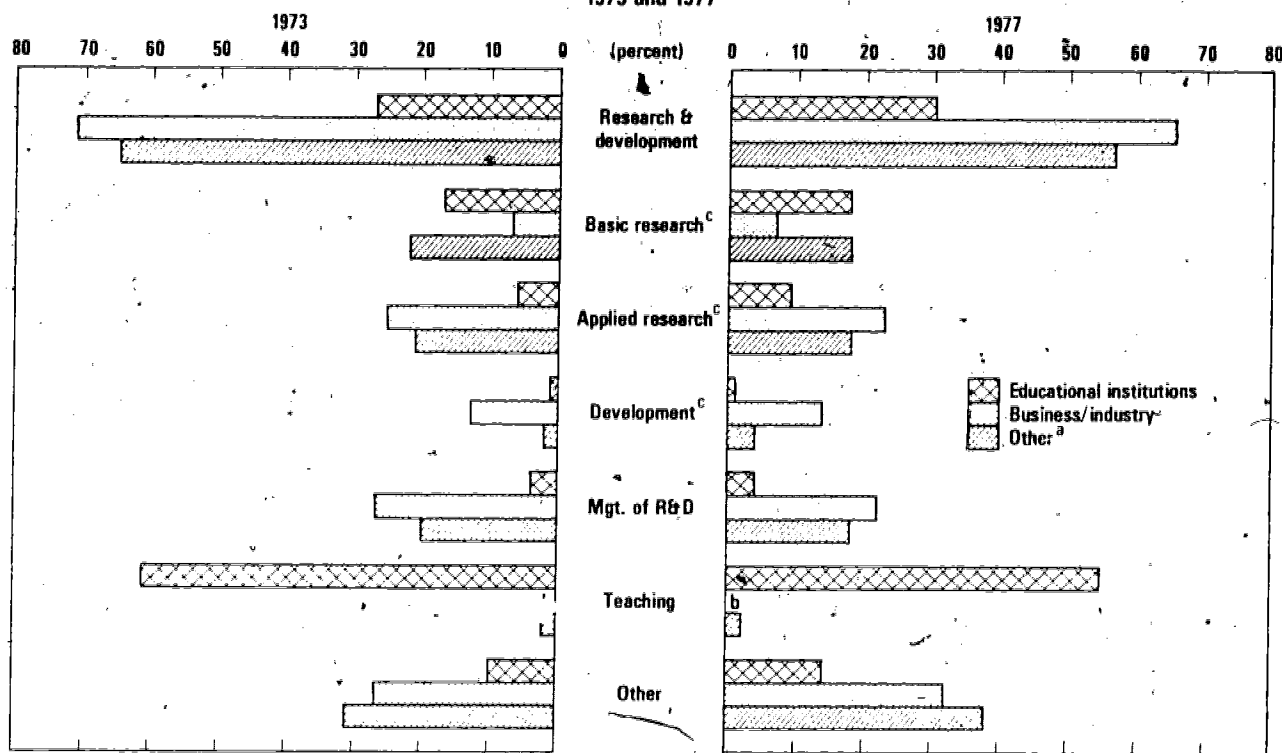 1973 and 1977
1973
1977
80 70 60 50 40 30 20 10 0
(percent)
0 10 20 30 40 50 60 70 80
Research &
development
Basic research c
Applied research c
Development c
Educational institutions
Business/industry
Other a
Mgt. of R&D
Teaching
b
Other